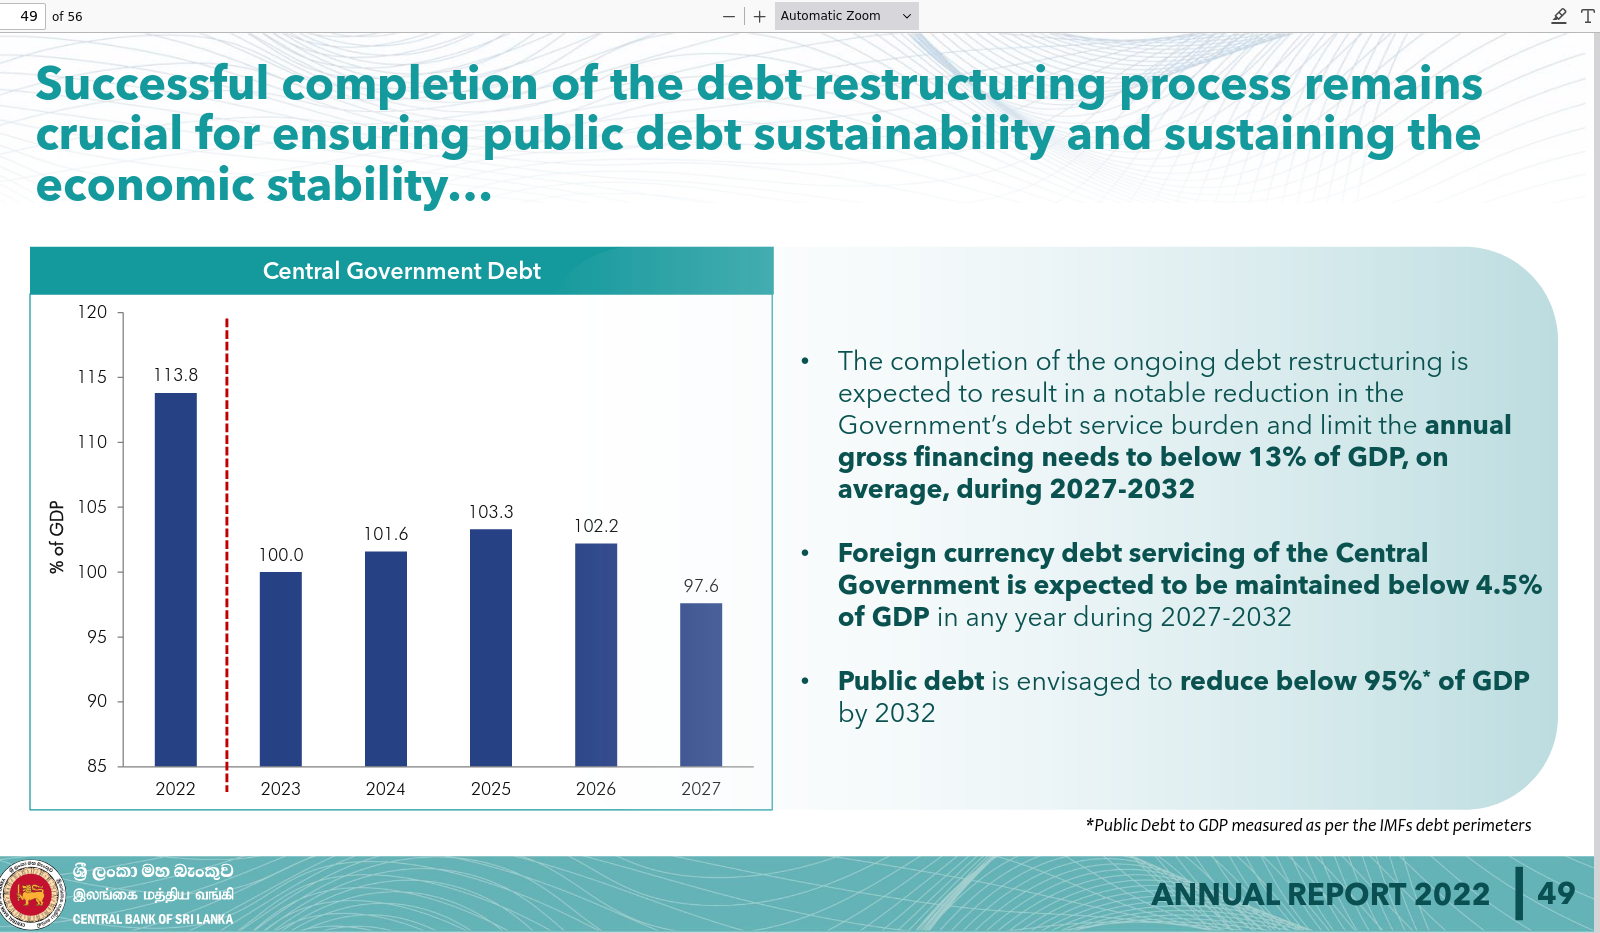 49 of 56
Automatic Zoom
Successful completion of the debt restructuring process remains
crucial for ensuring public debt sustainability and sustaining the
economic stability...
Central Government Debt
120
115
110
105
100
95
90
85
% of GDP
113.8
100.0
101.6
103.3
102.2
97.6
2022 2023 2024 2025 2026 2027
• The completion of the ongoing debt restructuring is
expected to result in a notable reduction in the
Government’s debt service burden and limit the annual
gross financing needs to below 13% of GDP, on
average, during 2027-2032
• Foreign currency debt servicing of the Central
Government is expected to be maintained below 4.5%
of GDP in any year during 2027-2032
• Public debt is envisaged to reduce below 95%* of GDP
by 2032
*Public Debt to GDP measured as per the IMFs debt perimeters
ශ්‍රී ලංකා මහ බැංකුව
இலங்கை மத்திய வங்கி
CENTRAL BANK OF SRI LANKA
ANNUAL REPORT 2022
49